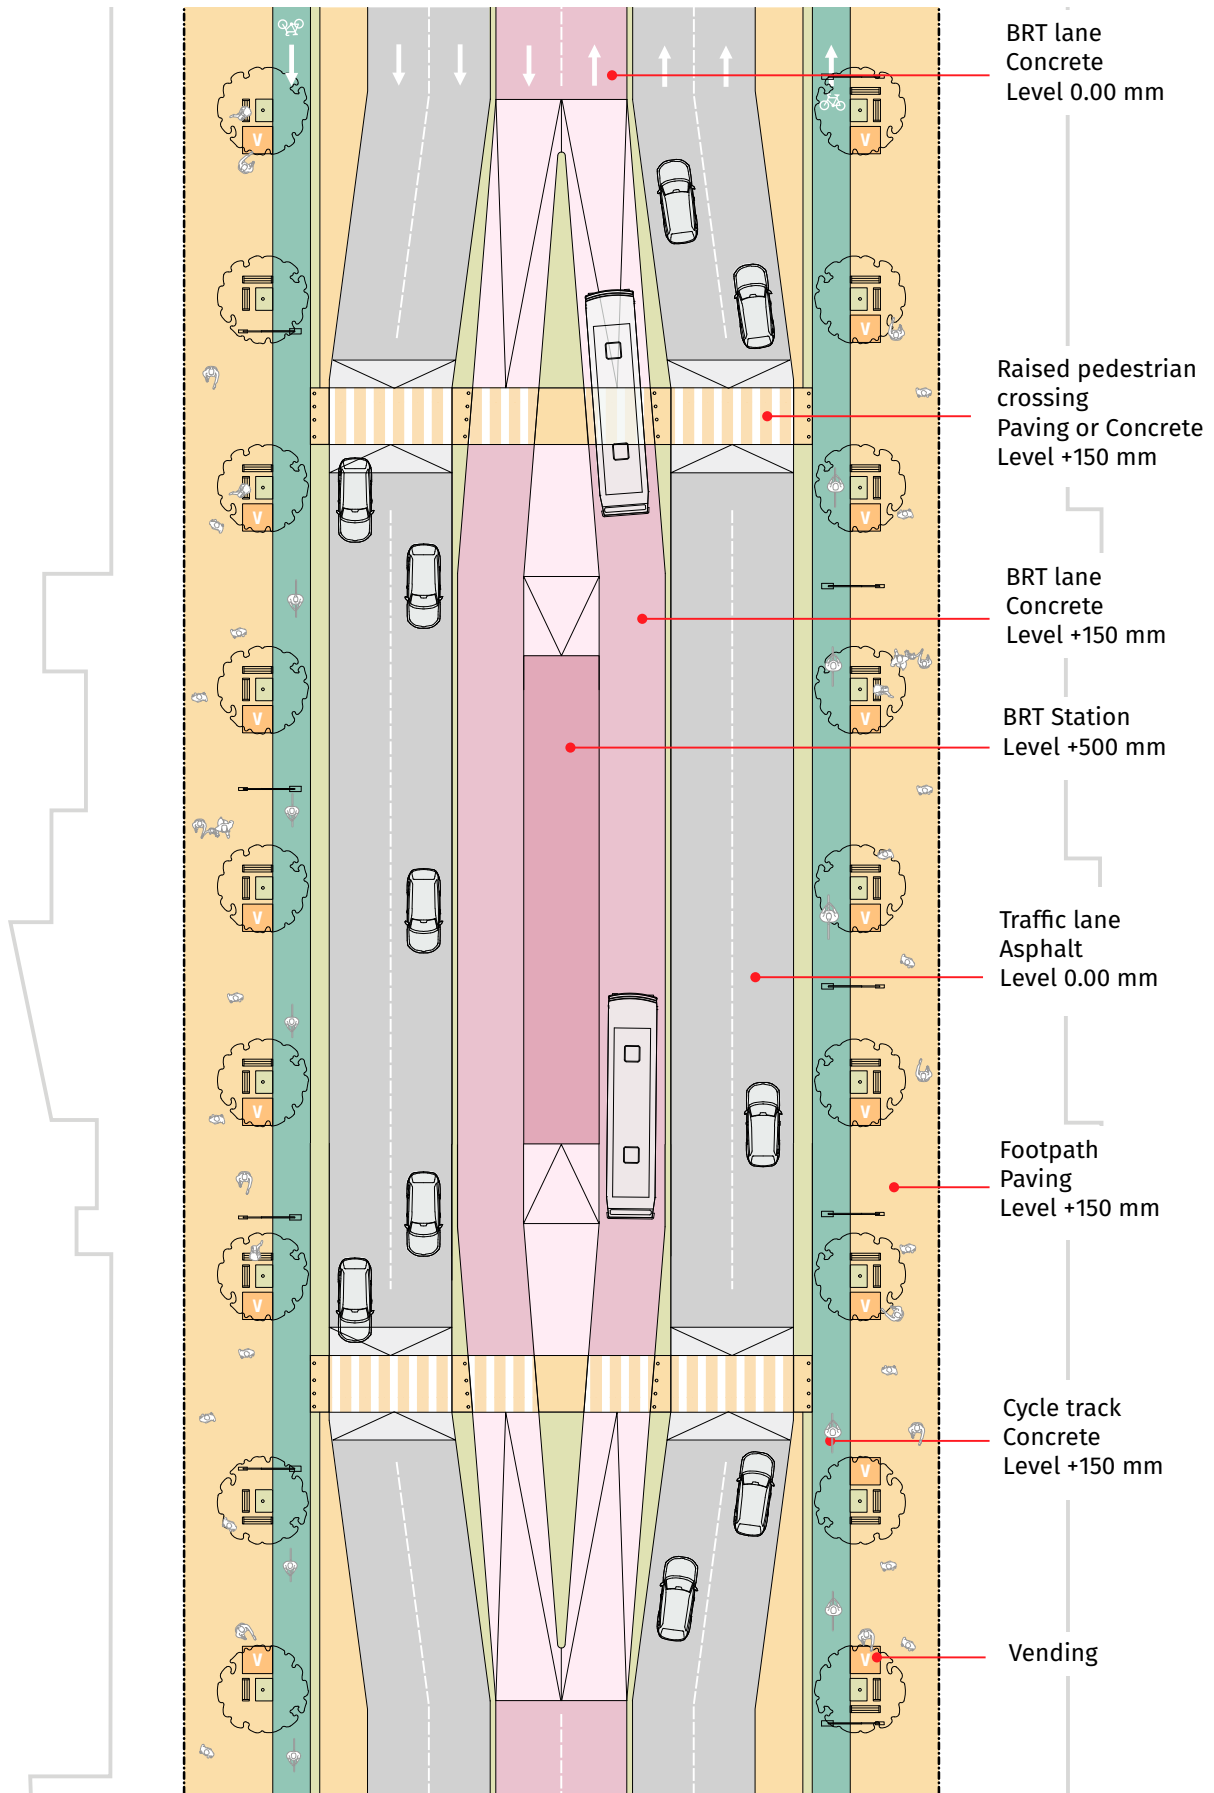 BRT lane
Concrete
Level 0.00 mm
V
V
V
Raised pedestrian
crossing
Paving or Concrete
Level +150 mm
V
V
BRT lane
Concrete
Level +150 mm
V
V
BRT Station
Level +500 mm
V
V
Traffic lane
Asphalt
Level 0.00 mm
V
V
Footpath
Paving
Level +150 mm
V
V
Cycle track
Concrete
Level +150 mm
V
V
V
Vending